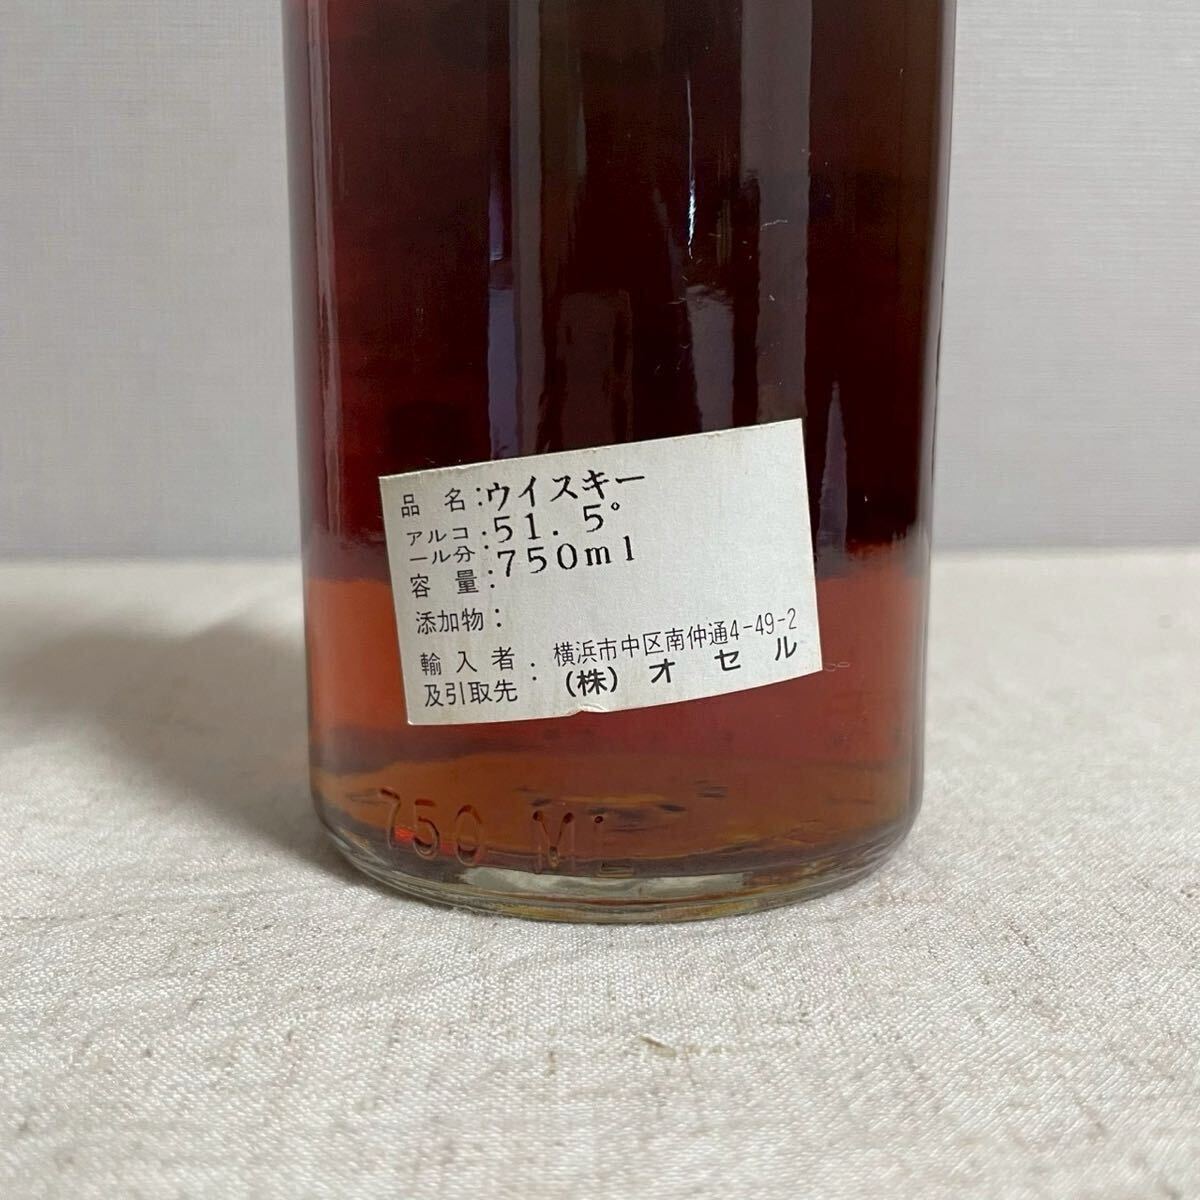 品名:ウイスキー
アルコール分:51.5°
容量:750ml
添加物:
輸入者及引取先:横浜市中区南仲通4-49-2
(株)オセル
750 ML